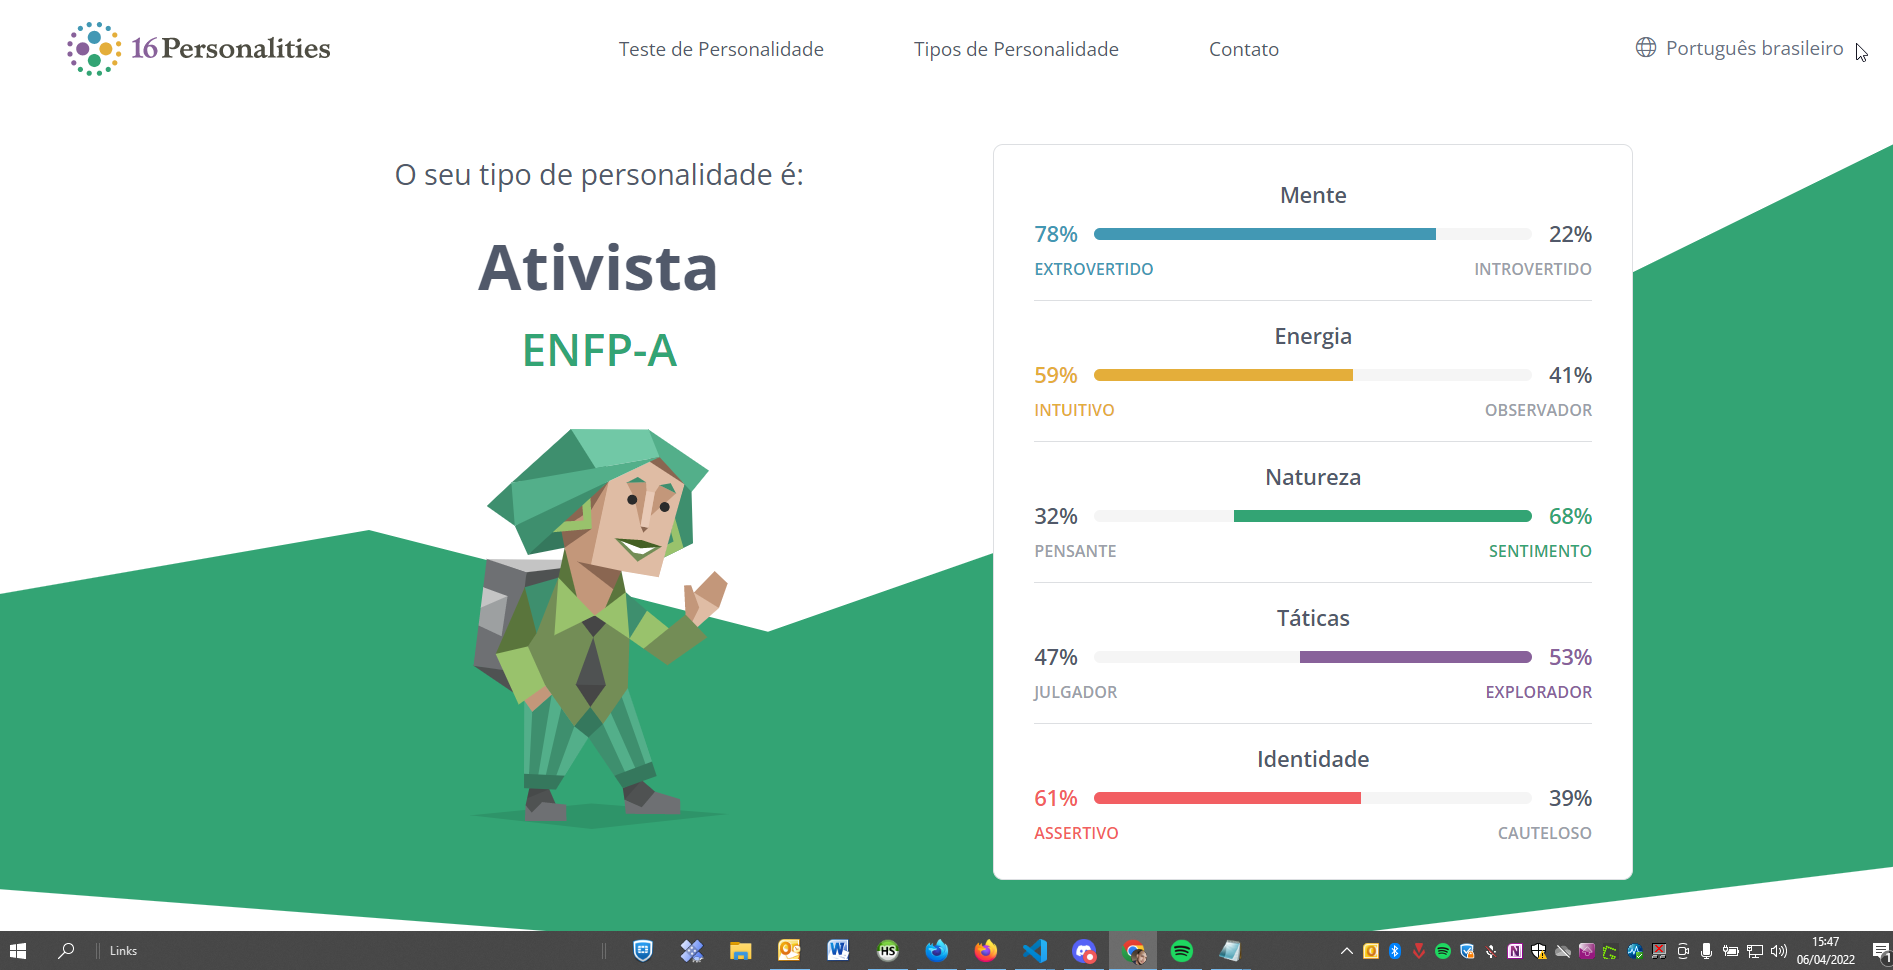 16Personalities
Teste de Personalidade
Tipos de Personalidade
Contato
Português brasileiro
O seu tipo de personalidade é:
Ativista
ENFP-A
Mente
78%
22%
EXTROVERTIDO
INTROVERTIDO
Energia
59%
41%
INTUITIVO
OBSERVADOR
Natureza
32%
68%
PENSANTE
SENTIMENTO
Táticas
47%
53%
JULGADOR
EXPLORADOR
Identidade
61%
39%
ASSERTIVO
CAUTELOSO
Links
HS
15:47
06/04/2022